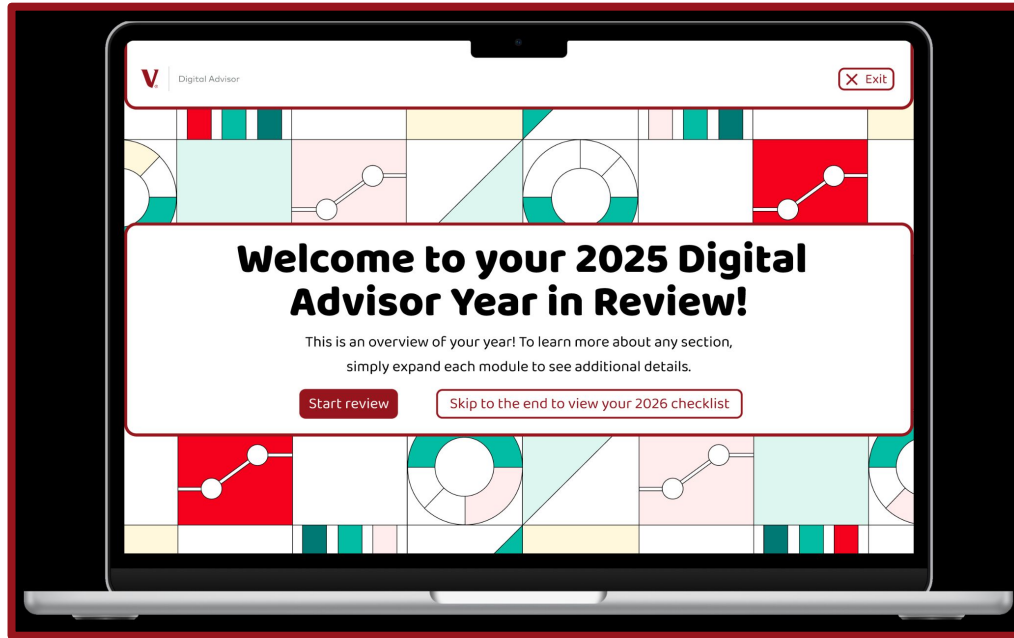 V
Digital Advisor
Exit
Welcome to your 2025 Digital
Advisor Year in Review!
This is an overview of your year! To learn more about any section,
simply expand each module to see additional details.
Start review
Skip to the end to view your 2026 checklist